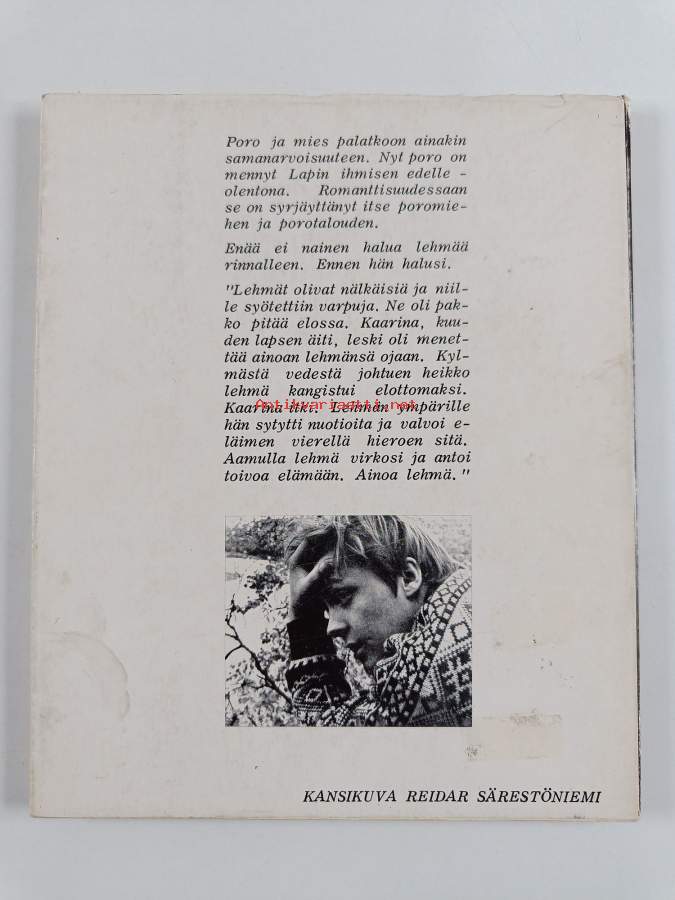 Poro ja mies palatkoon ainakin
samanarvoisuuteen. Nyt poro on
mennyt Lapin ihmisen edelle -
olentona. Romanttisuudessaan
se on syrjäyttänyt itse poromie-
hen ja porotalouden.
Enää ei nainen halua lehmää
rinnalleen. Ennen hän halusi.
"Lehmät olivat nälkäisiä ja niil-
le syötettiin varpuja. Ne oli pak-
ko pitää elossa. Kaarina, kuu-
den lapsen äiti, leski oli menet-
tää ainoan lehmänsä ojaan. Kyl-
mästä vedestä johtuen heikko
lehmä kangistui elottomaksi.
Kaarina itki. Lehmän ympärille
Antikvariaatti.net
hän sytytti nuotioita ja valvoi e-
läimen vierellä hieroen sitä.
Aamulla lehmä virkosi ja antoi
toivoa elämään. Ainoa lehmä."
KANSIKUVA REIDAR SÄRESTÖNIEMI